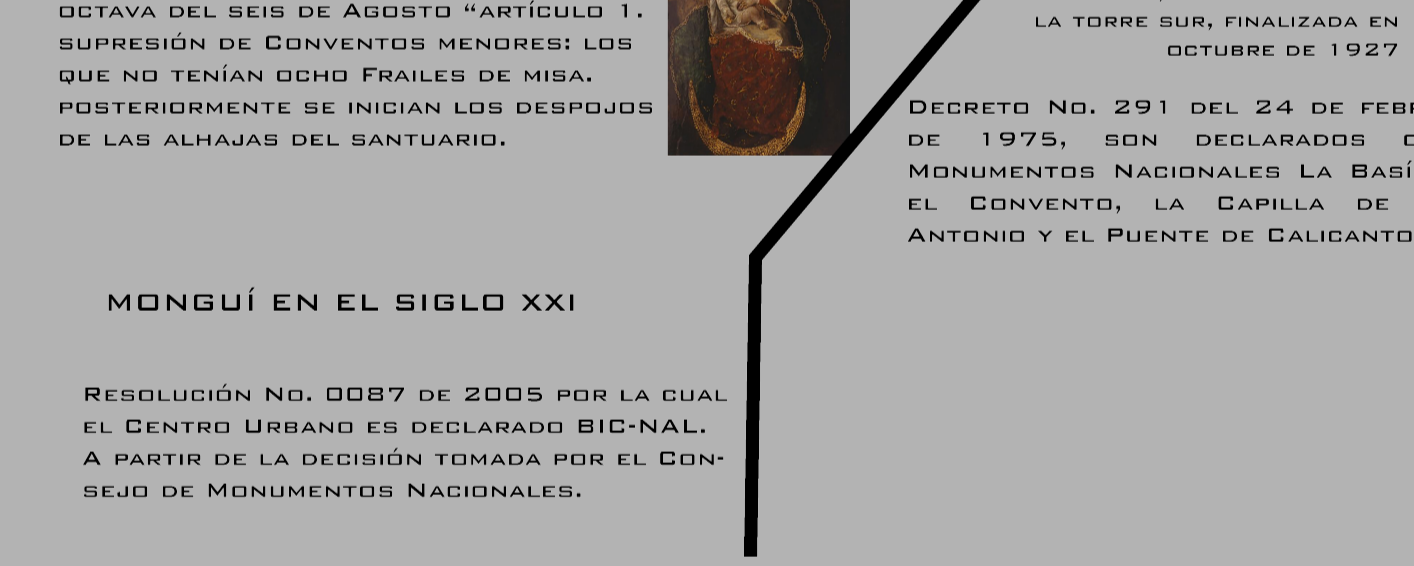 OCTAVA DEL SEIS DE AGOSTO “ARTÍCULO 1.
SUPRESIÓN DE CONVENTOS MENORES: LOS
QUE NO TENÍAN OCHO FRAILES DE MISA.
POSTERIORMENTE SE INICIAN LOS DESPOJOS
DE LAS ALHAJAS DEL SANTUARIO.
MONGUÍ EN EL SIGLO XXI
RESOLUCIÓN NO. 0087 DE 2005 POR LA CUAL
EL CENTRO URBANO ES DECLARADO BIC-NAL.
A PARTIR DE LA DECISIÓN TOMADA POR EL CON-
SEJO DE MONUMENTOS NACIONALES.
LA TORRE SUR, FINALIZADA EN
OCTUBRE DE 1927
DECRETO NO. 291 DEL 24 DE
DE 1975, SON DECLARADOS
MONUMENTOS NACIONALES LA
EL CONVENTO, LA CAPILLA DE
ANTONIO Y EL PUENTE DE CALICANTO